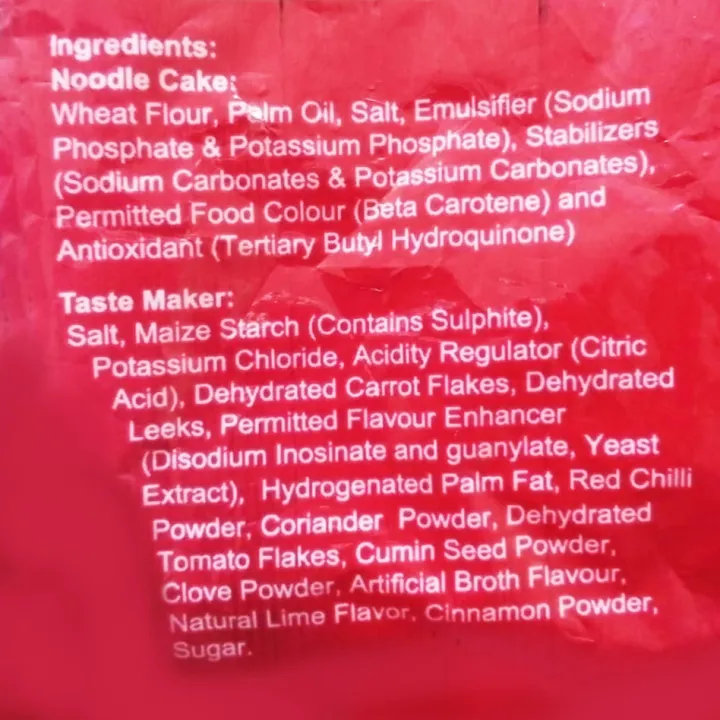 Ingredients:
Noodle Cake:
Wheat Flour, Palm Oil, Salt, Emulsifier (Sodium
Phosphate & Potassium Phosphate), Stabilizers
(Sodium Carbonates & Potassium Carbonates),
Permitted Food Colour (Beta Carotene) and
Antioxidant (Tertiary Butyl Hydroquinone)
Taste Maker:
Salt, Maize Starch (Contains Sulphite),
Potassium Chloride, Acidity Regulator (Citric
Acid), Dehydrated Carrot Flakes, Dehydrated
Leeks, Permitted Flavour Enhancer
(Disodium Inosinate and guanylate, Yeast
Extract), Hydrogenated Palm Fat, Red Chilli
Powder, Coriander Powder, Dehydrated
Tomato Flakes, Cumin Seed Powder,
Clove Powder, Artificial Broth Flavour,
Natural Lime Flavor, Cinnamon Powder,
Sugar.